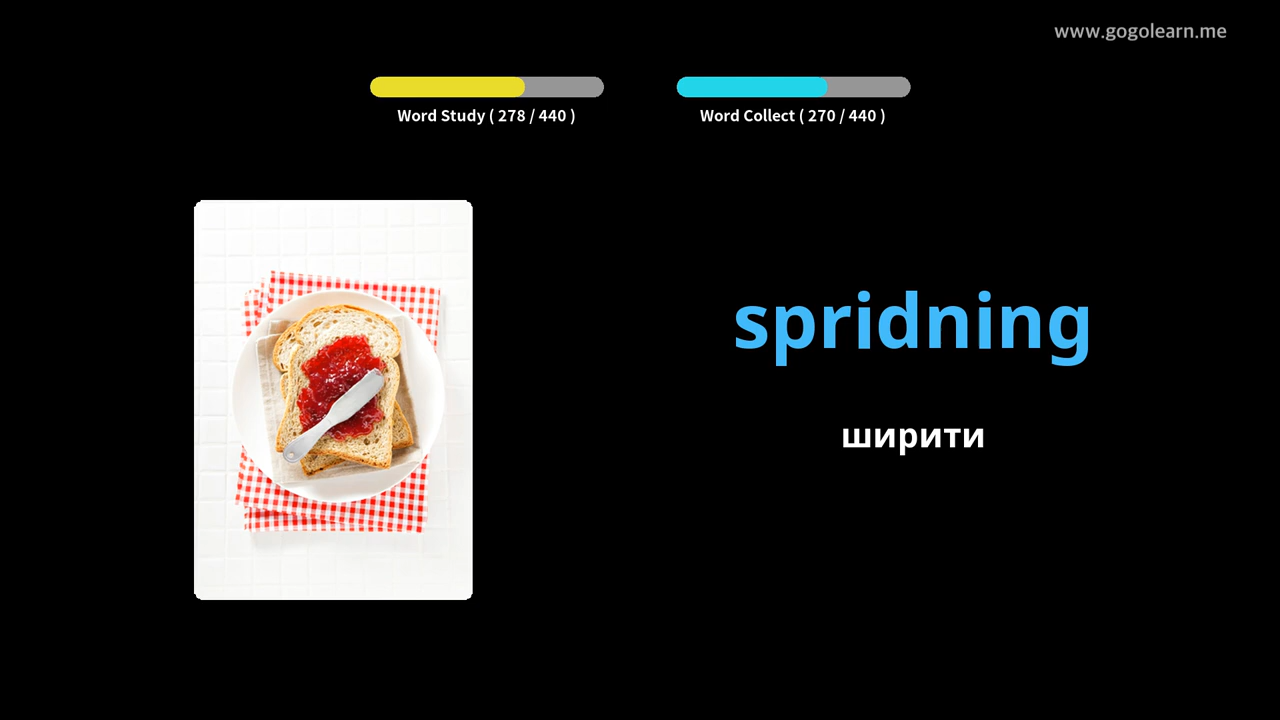 www.gogolearn.me
Word Study ( 278 / 440 )
Word Collect ( 270 / 440 )
spridning
ширити